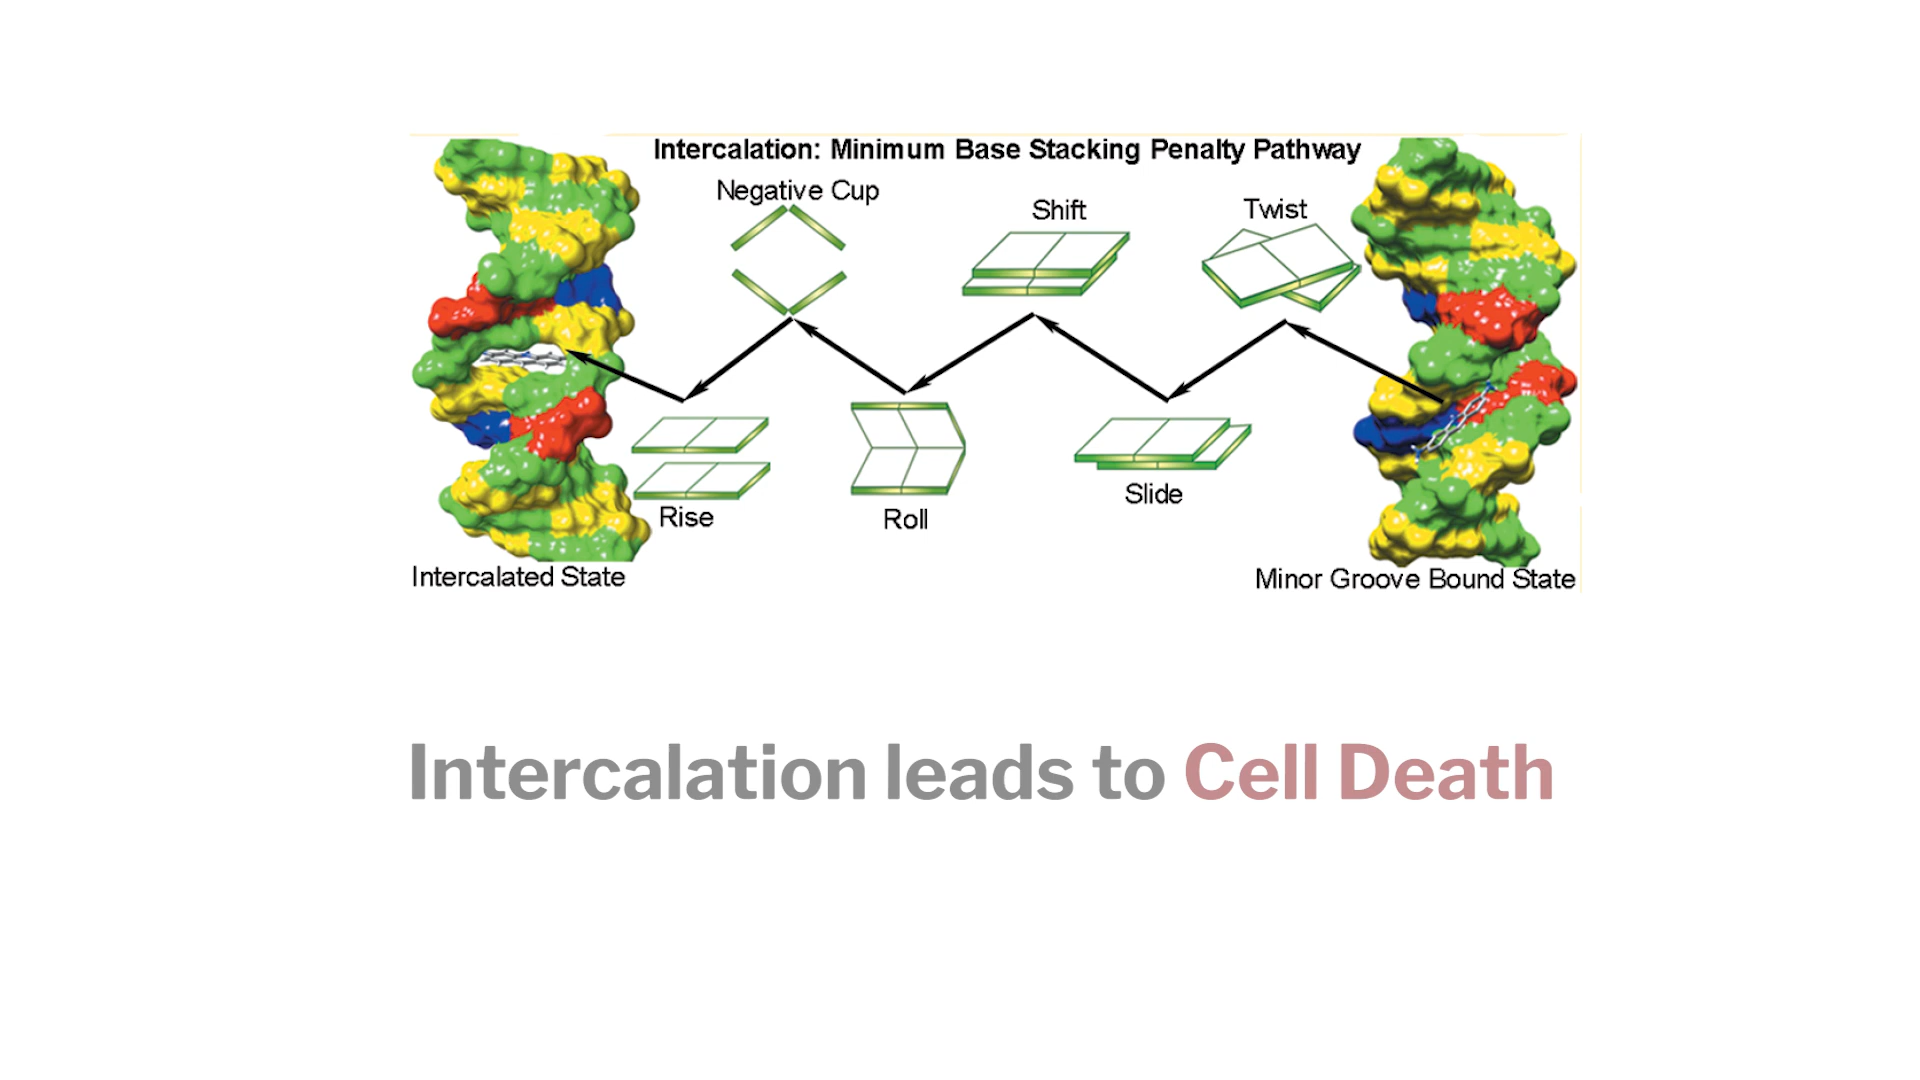 Intercalation: Minimum Base Stacking Penalty Pathway
Negative Cup
Shift
Twist
Rise
Roll
Slide
Intercalated State
Minor Groove Bound State
Intercalation leads to Cell Death